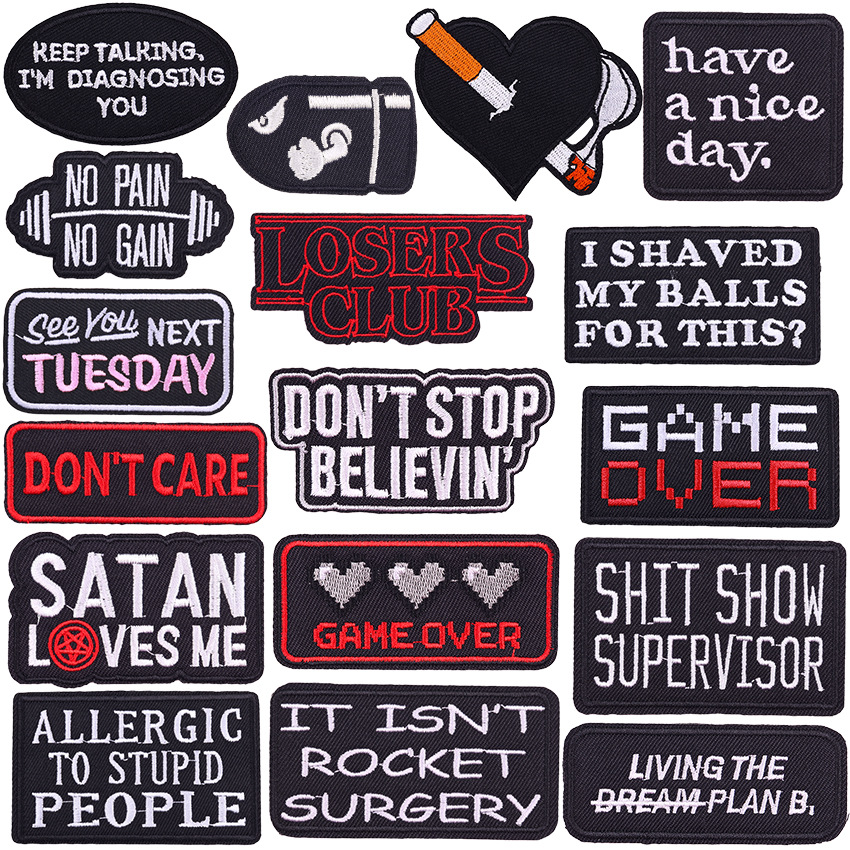 KEEP TALKING,
I'M DIAGNOSING
YOU
have
a nice
day.
NO PAIN
NO GAIN
LOSERS
CLUB
I SHAVED
MY BALLS
FOR THIS?
See You NEXT
TUESDAY
DON'T STOP
BELIEVIN'
GAME
OVER
DON'T CARE
SATAN
LOVES ME
GAME OVER
SHIT SHOW
SUPERVISOR
ALLERGIC
TO STUPID
PEOPLE
IT ISN'T
ROCKET
SURGERY
LIVING THE
DREAM PLAN B.